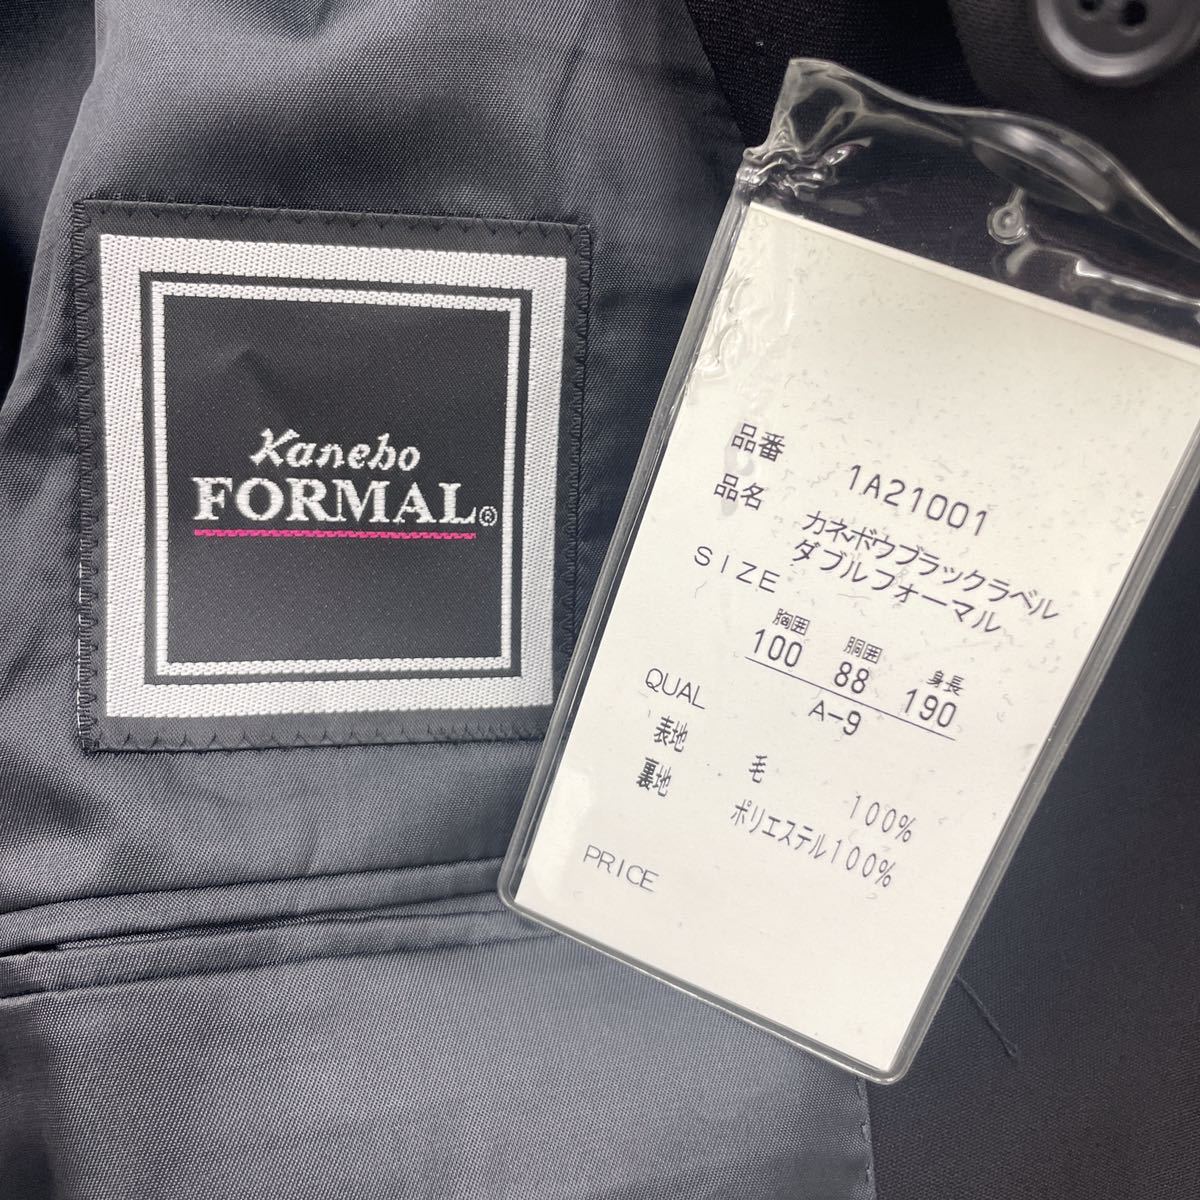 Kanebo
FORMAL®
品番 1A21001
品名 カネボウブラックラベル
ダブルフォーマル
SIZE
胸囲 胴囲 身長
100 88 190
A-9
QUAL
表地 毛 100%
裏地 ポリエステル100%
PRICE